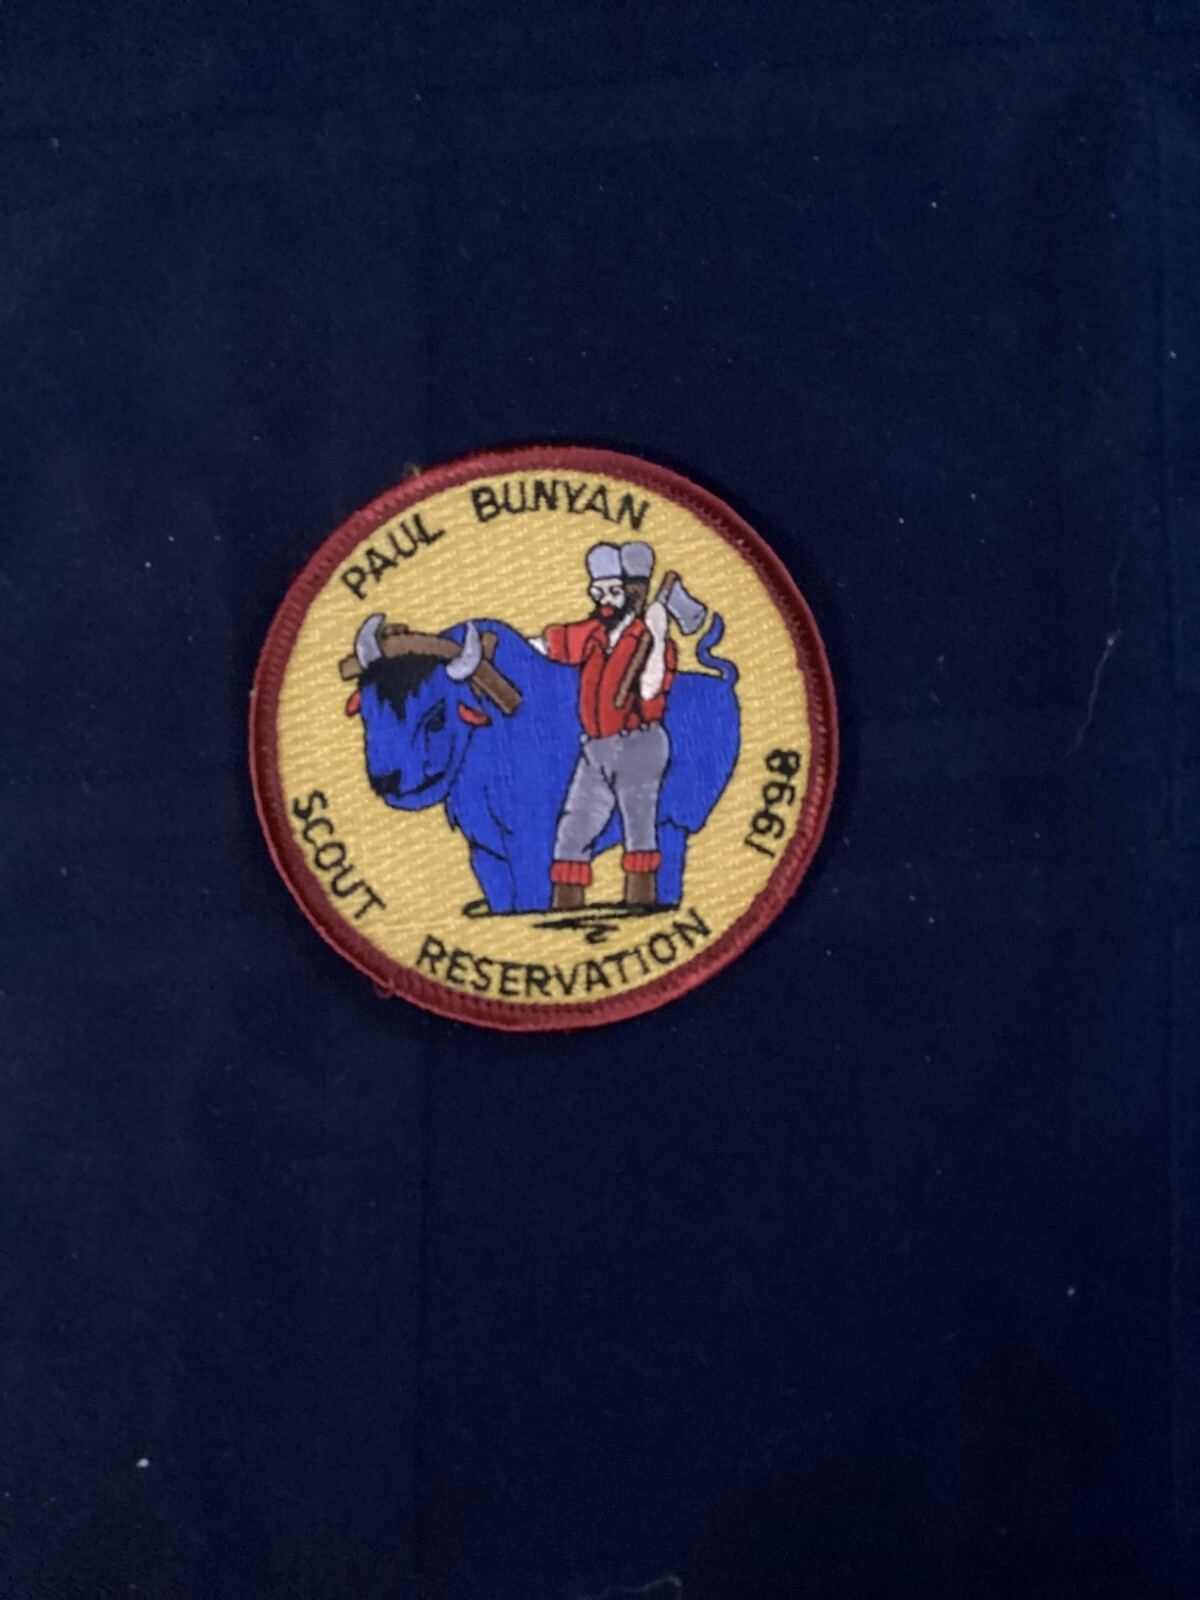 PAUL BUNYAN
SCOUT RESERVATION
1998